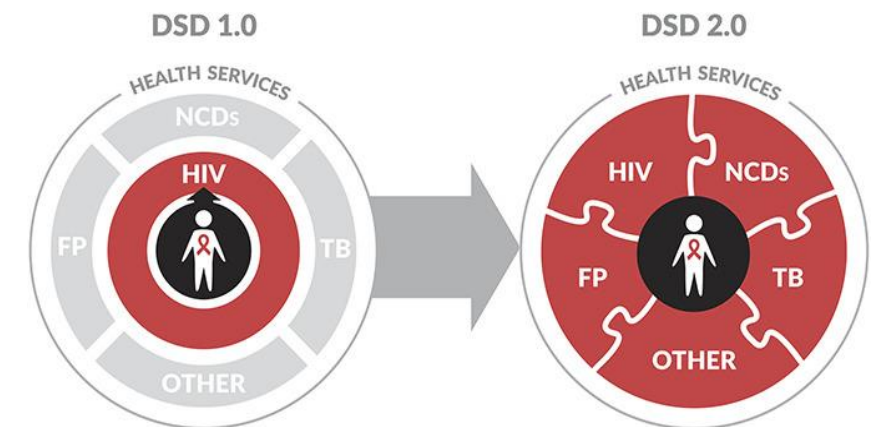 DSD 1.0
HEALTH SERVICES
NCDs
HIV
FP
TB
OTHER
DSD 2.0
HEALTH SERVICES
HIV
NCDs
FP
TB
OTHER